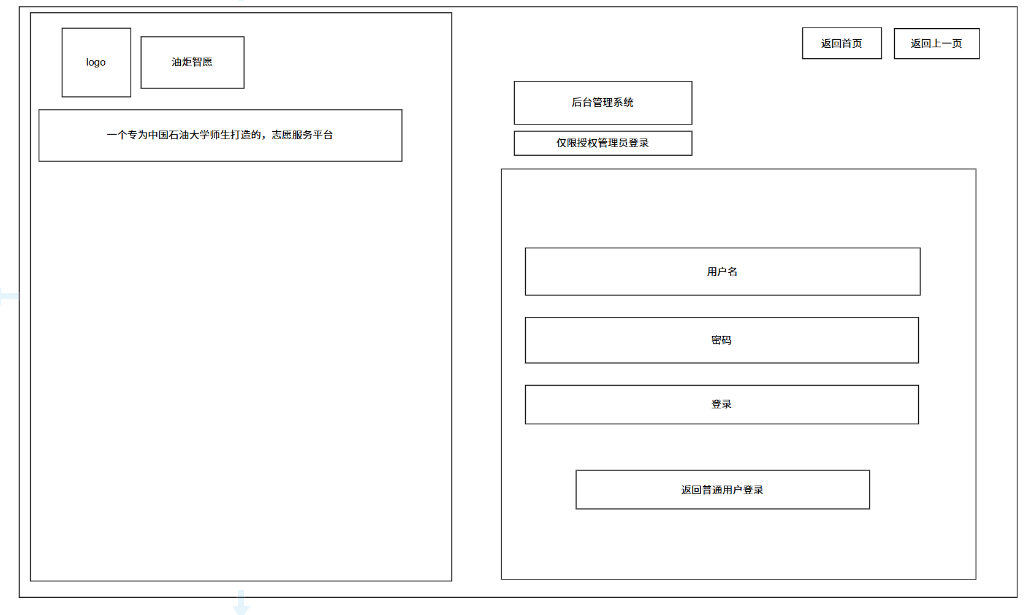 logo
油炬智愿
一个专为中国石油大学师生打造的，志愿服务平台
返回首页
返回上一页
后台管理系统
仅限授权管理员登录
用户名
密码
登录
返回普通用户登录